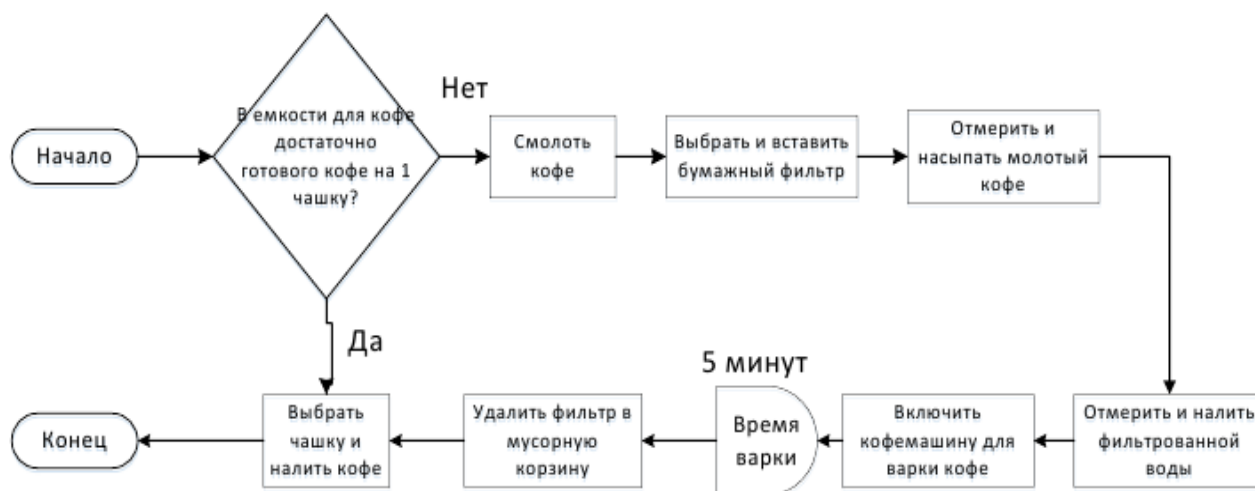 Начало
В емкости для кофе
достаточно
готового кофе на 1
чашку?
Нет
Смолоть
кофе
Выбрать и вставить
бумажный фильтр
Отмерить и
насыпать молотый
кофе
Отмерить и налить
фильтрованной
воды
Включить
кофемашину для
варки кофе
5 минут
Время
варки
Удалить фильтр в
мусорную
корзину
Да
Выбрать
чашку и
налить кофе
Конец